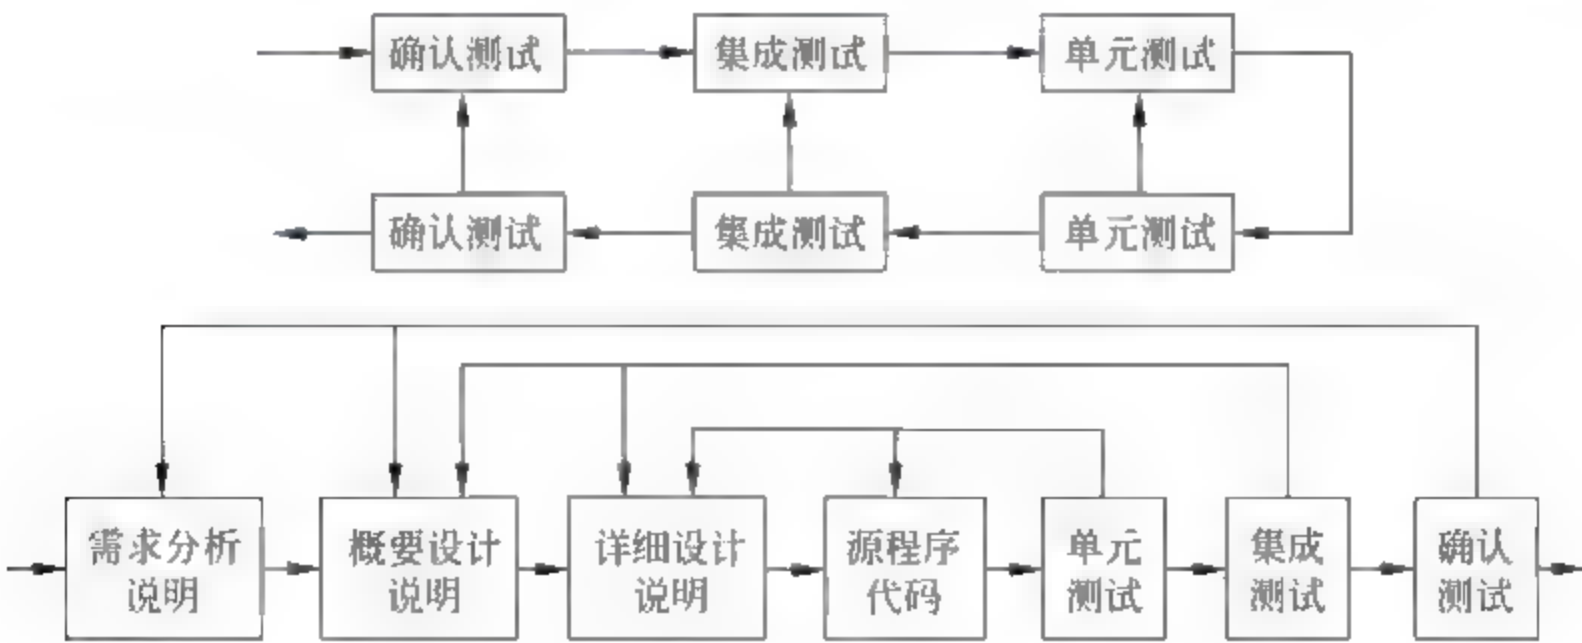 确认测试
集成测试
单元测试
确认测试
集成测试
单元测试
需求分析
说明
概要设计
说明
详细设计
说明
源程序
代码
单元
测试
集成
测试
确认
测试